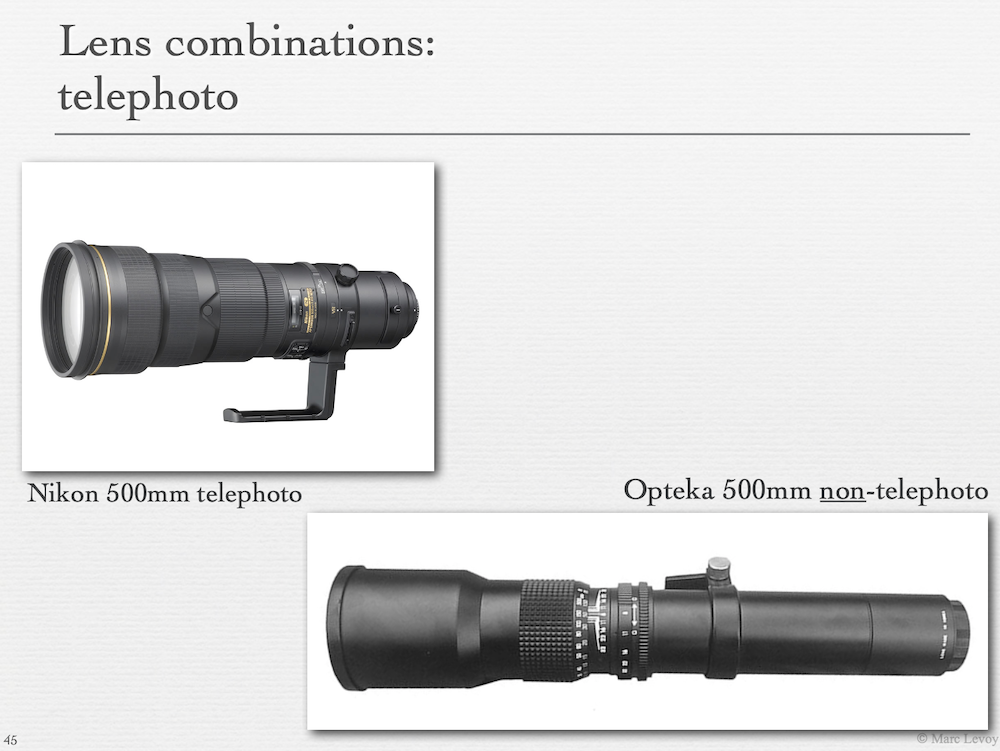 Lens combinations:
telephoto
Nikon 500mm telephoto
Opteka 500mm non-telephoto
45
© Marc Levoy